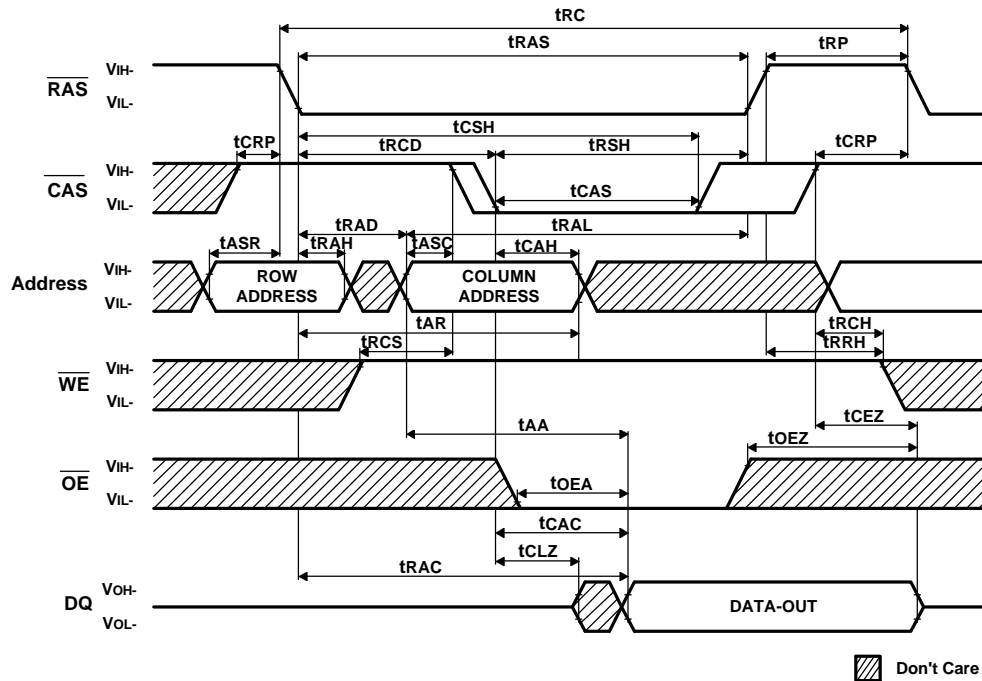 tRC
tRAS
tRP
RAS
VIH-
VIL-
tCSH
tCRP
tRCD
tRSH
tCRP
CAS
VIH-
VIL-
tCAS
tRAD
tRAL
tASR
tRAH
tASC
tCAH
Address
VIH-
VIL-
ROW
ADDRESS
COLUMN
ADDRESS
tAR
tRCH
tRCS
tRRH
WE
VIH-
VIL-
tCEZ
tAA
tOEZ
OE
VIH-
VIL-
tOEA
tCAC
tCLZ
tRAC
DQ
VOH-
VOL-
DATA-OUT
Don't Care